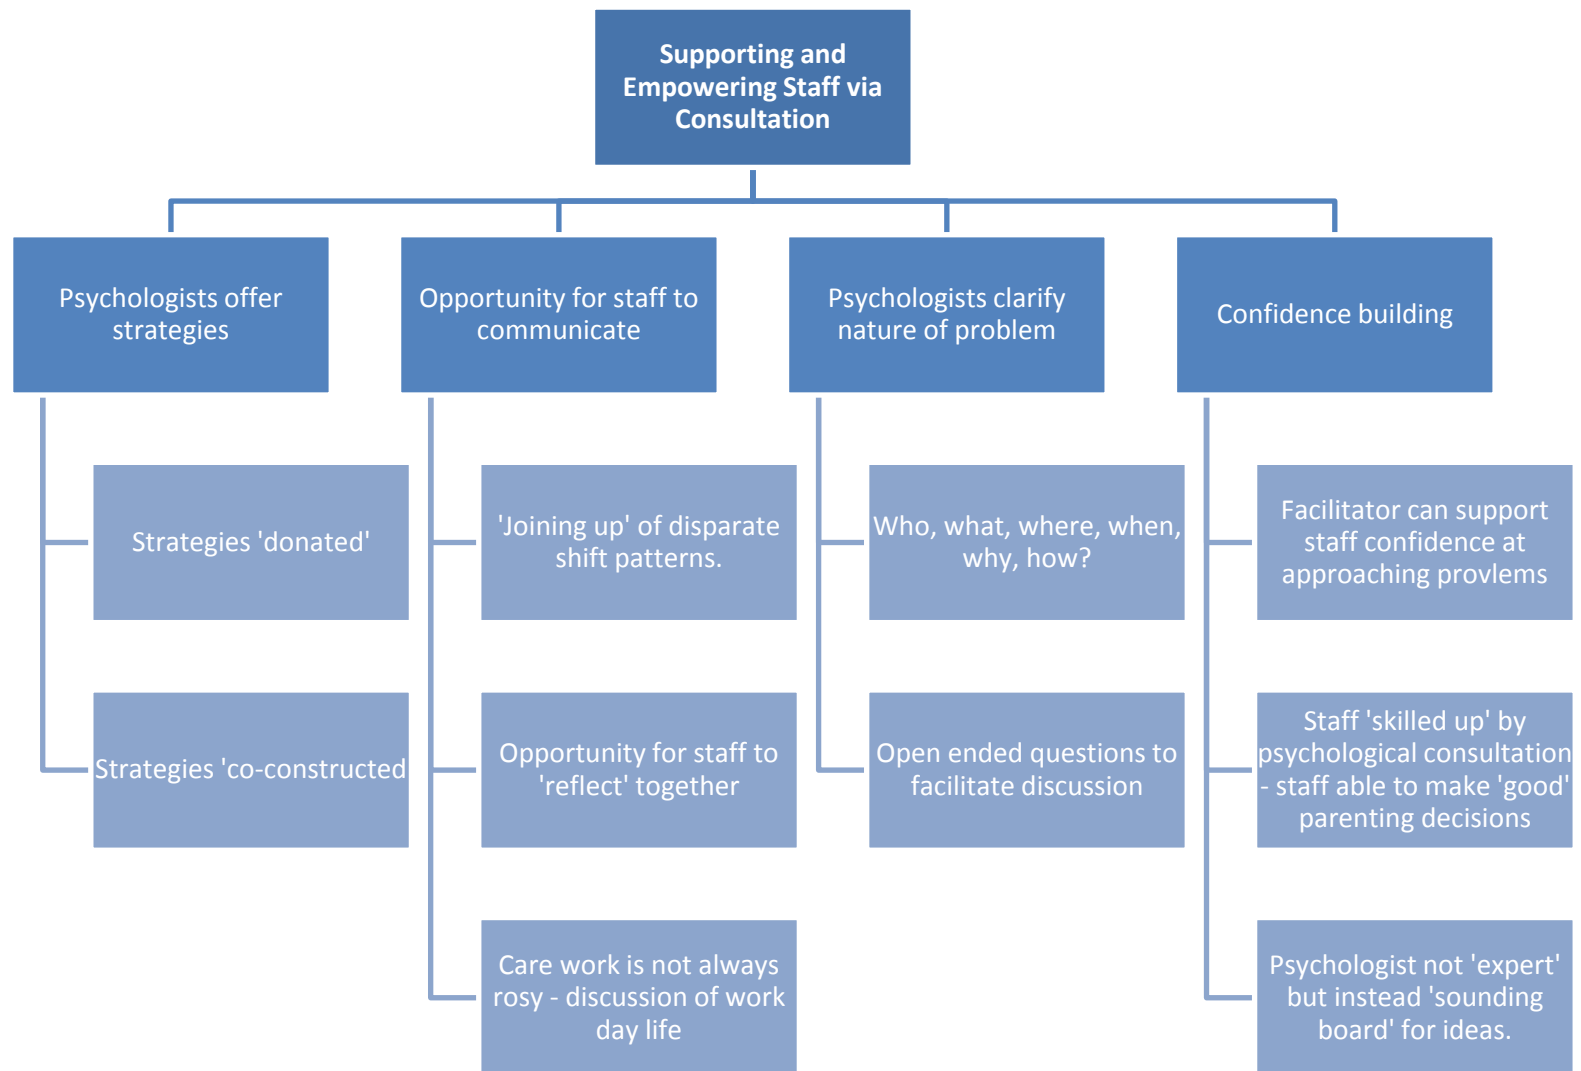 Supporting and
Empowering Staff via
Consultation
Psychologists offer
strategies
Opportunity for staff to
communicate
Psychologists clarify
nature of problem
Confidence building
Strategies 'donated'
Strategies 'co-constructed
'Joining up' of disparate
shift patterns.
Opportunity for staff to
'reflect' together
Care work is not always
rosy - discussion of work
day life
Who, what, where, when,
why, how?
Open ended questions to
facilitate discussion
Facilitator can support
staff confidence at
approaching provlems
Staff 'skilled up' by
psychological consultation
- staff able to make 'good'
parenting decisions
Psychologist not 'expert'
but instead 'sounding
board' for ideas.